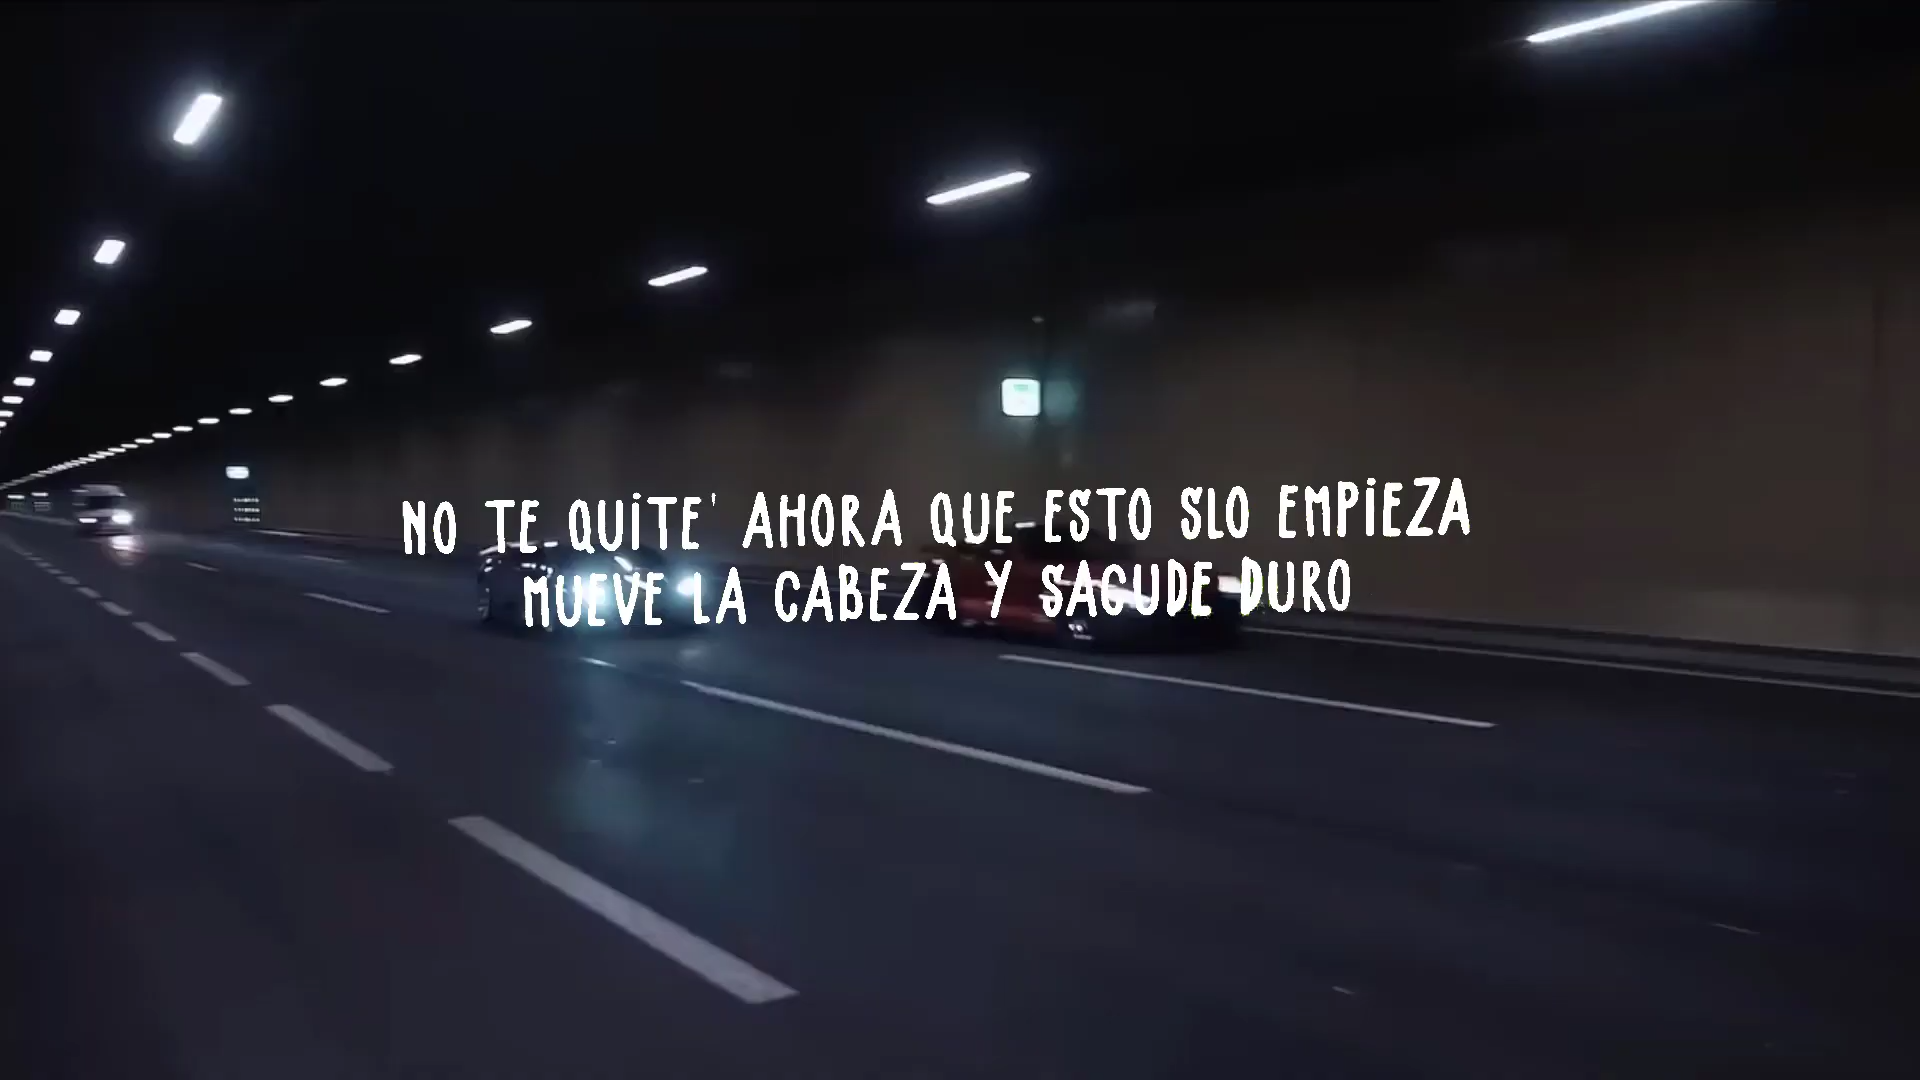 NO TE QUITE' AHORA QUE ESTO SLO EMPIEZA
MUEVE LA CABEZA Y SACUDE DURO